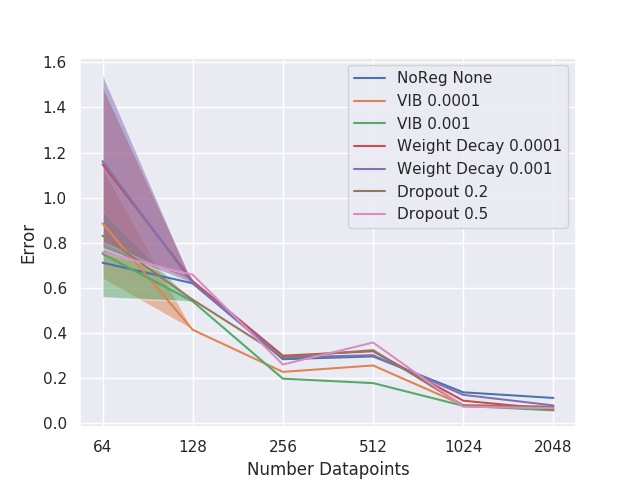 1.6
1.4
1.2
1.0
0.8
0.6
0.4
0.2
0.0
Error
NoReg None
VIB 0.0001
VIB 0.001
Weight Decay 0.0001
Weight Decay 0.001
Dropout 0.2
Dropout 0.5
64 128 256 512 1024 2048
Number Datapoints